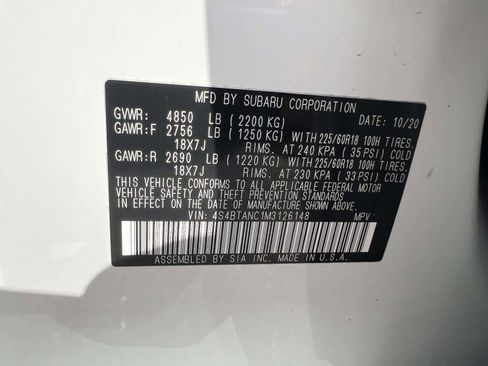 MFD BY SUBARU CORPORATION DATE: 10/20
GVWR: 4850 LB (2200 KG)
GAWR:F 2756 LB (1250 KG) WITH 225/60R18 100H TIRES.
18X7J RIMS. AT 240 KPA (35 PSI) COLD
GAWR:R 2690 LB (1220 KG) WITH 225/60R18 100H TIRES.
18X7J RIMS. AT 230 KPA (33 PSI) COLD
THIS VEHICLE CONFORMS TO ALL APPLICABLE FEDERAL MOTOR
VEHICLE SAFETY, BUMPER, AND THEFT PREVENTION STANDARDS
IN EFFECT ON THE DATE OF MANUFACTURE SHOWN ABOVE.
VIN: 4S4BTANC1M3126148 MPV
ASSEMBLED BY SIA INC. MADE IN U.S.A.